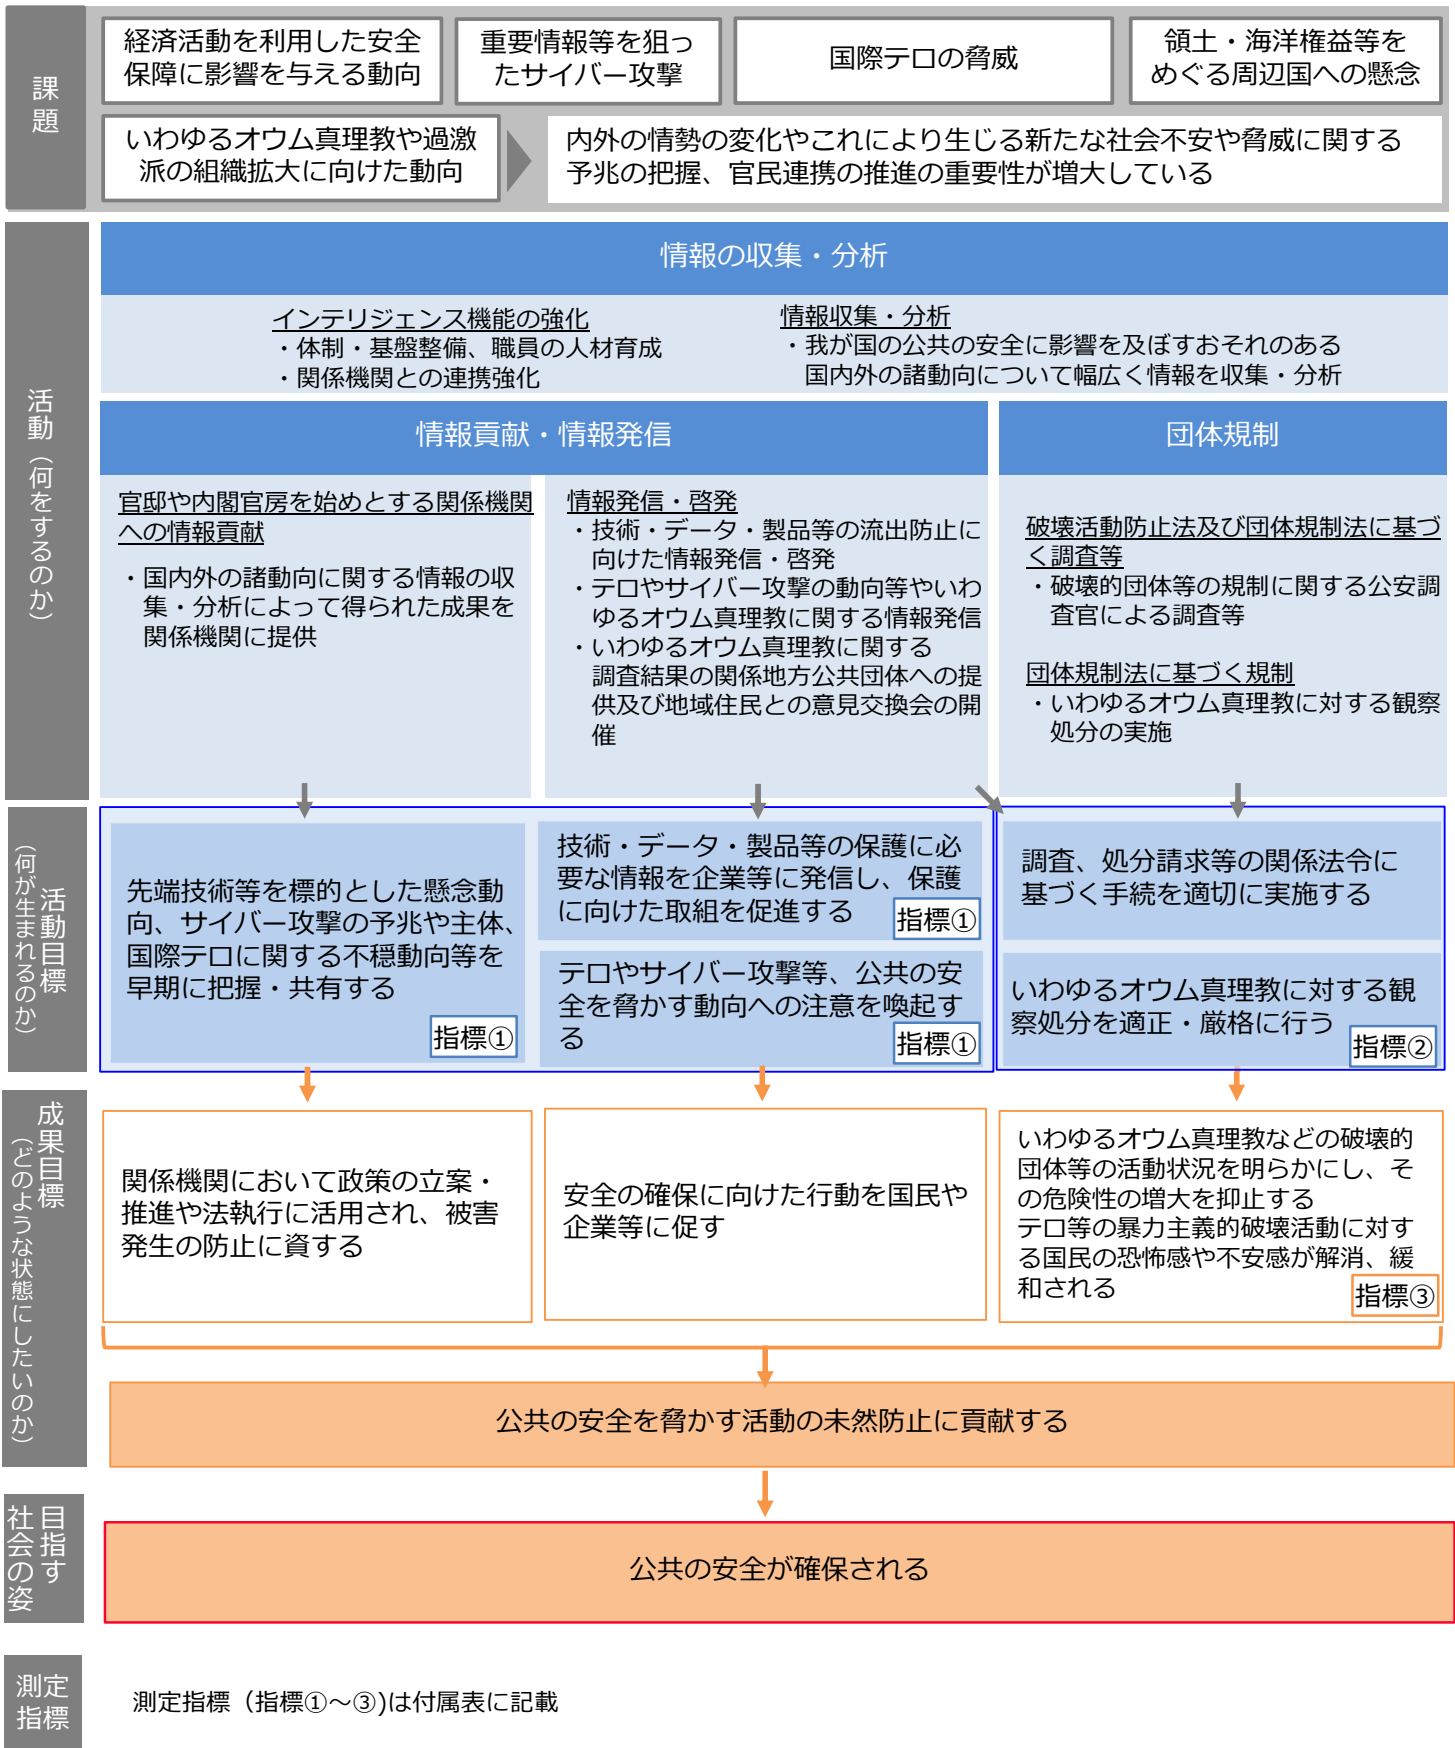 課題
経済活動を利用した安全
保障に影響を与える動向
重要情報等を狙っ
たサイバー攻撃
国際テロの脅威
領土・海洋権益等を
めぐる周辺国への懸念
いわゆるオウム真理教や過激
派の組織拡大に向けた動向
内外の情勢の変化やこれにより生じる新たな社会不安や脅威に関する
予兆の把握、官民連携の推進の重要性が増大している
活動（何をするのか）
情報の収集・分析
インテリジェンス機能の強化
・体制・基盤整備、職員の人材育成
・関係機関との連携強化
情報収集・分析
・我が国の公共の安全に影響を及ぼすおそれのある
国内外の諸動向について幅広く情報を収集・分析
情報貢献・情報発信
官邸や内閣官房を始めとする関係機関
への情報貢献
・国内外の諸動向に関する情報の収
集・分析によって得られた成果を
関係機関に提供
情報発信・啓発
・技術・データ・製品等の流出防止に
向けた情報発信・啓発
・テロやサイバー攻撃の動向等やいわ
ゆるオウム真理教に関する情報発信
・いわゆるオウム真理教に関する
調査結果の関係地方公共団体への提
供及び地域住民との意見交換会の開
催
団体規制
破壊活動防止法及び団体規制法に基づ
く調査等
・破壊的団体等の規制に関する公安調
査官による調査等
団体規制法に基づく規制
・いわゆるオウム真理教に対する観察
処分の実施
活動目標
（何が生まれるのか）
先端技術等を標的とした懸念動
向、サイバー攻撃の予兆や主体、
国際テロに関する不穏動向等を
早期に把握・共有する
指標①
技術・データ・製品等の保護に必
要な情報を企業等に発信し、保護
に向けた取組を促進する
指標①
テロやサイバー攻撃等、公共の安
全を脅かす動向への注意を喚起す
る
指標①
調査、処分請求等の関係法令に
基づく手続を適切に実施する
いわゆるオウム真理教に対する観
察処分を適正・厳格に行う
指標②
成果目標
（どのような状態にしたいのか）
関係機関において政策の立案・
推進や法執行に活用され、被害
発生の防止に資する
安全の確保に向けた行動を国民や
企業等に促す
いわゆるオウム真理教などの破壊的
団体等の活動状況を明らかにし、そ
の危険性の増大を抑止する
テロ等の暴力主義的破壊活動に対す
る国民の恐怖感や不安感が解消、緩
和される
指標③
公共の安全を脅かす活動の未然防止に貢献する
目指す
社会の姿
公共の安全が確保される
測定
指標
測定指標（指標①～③)は付属表に記載